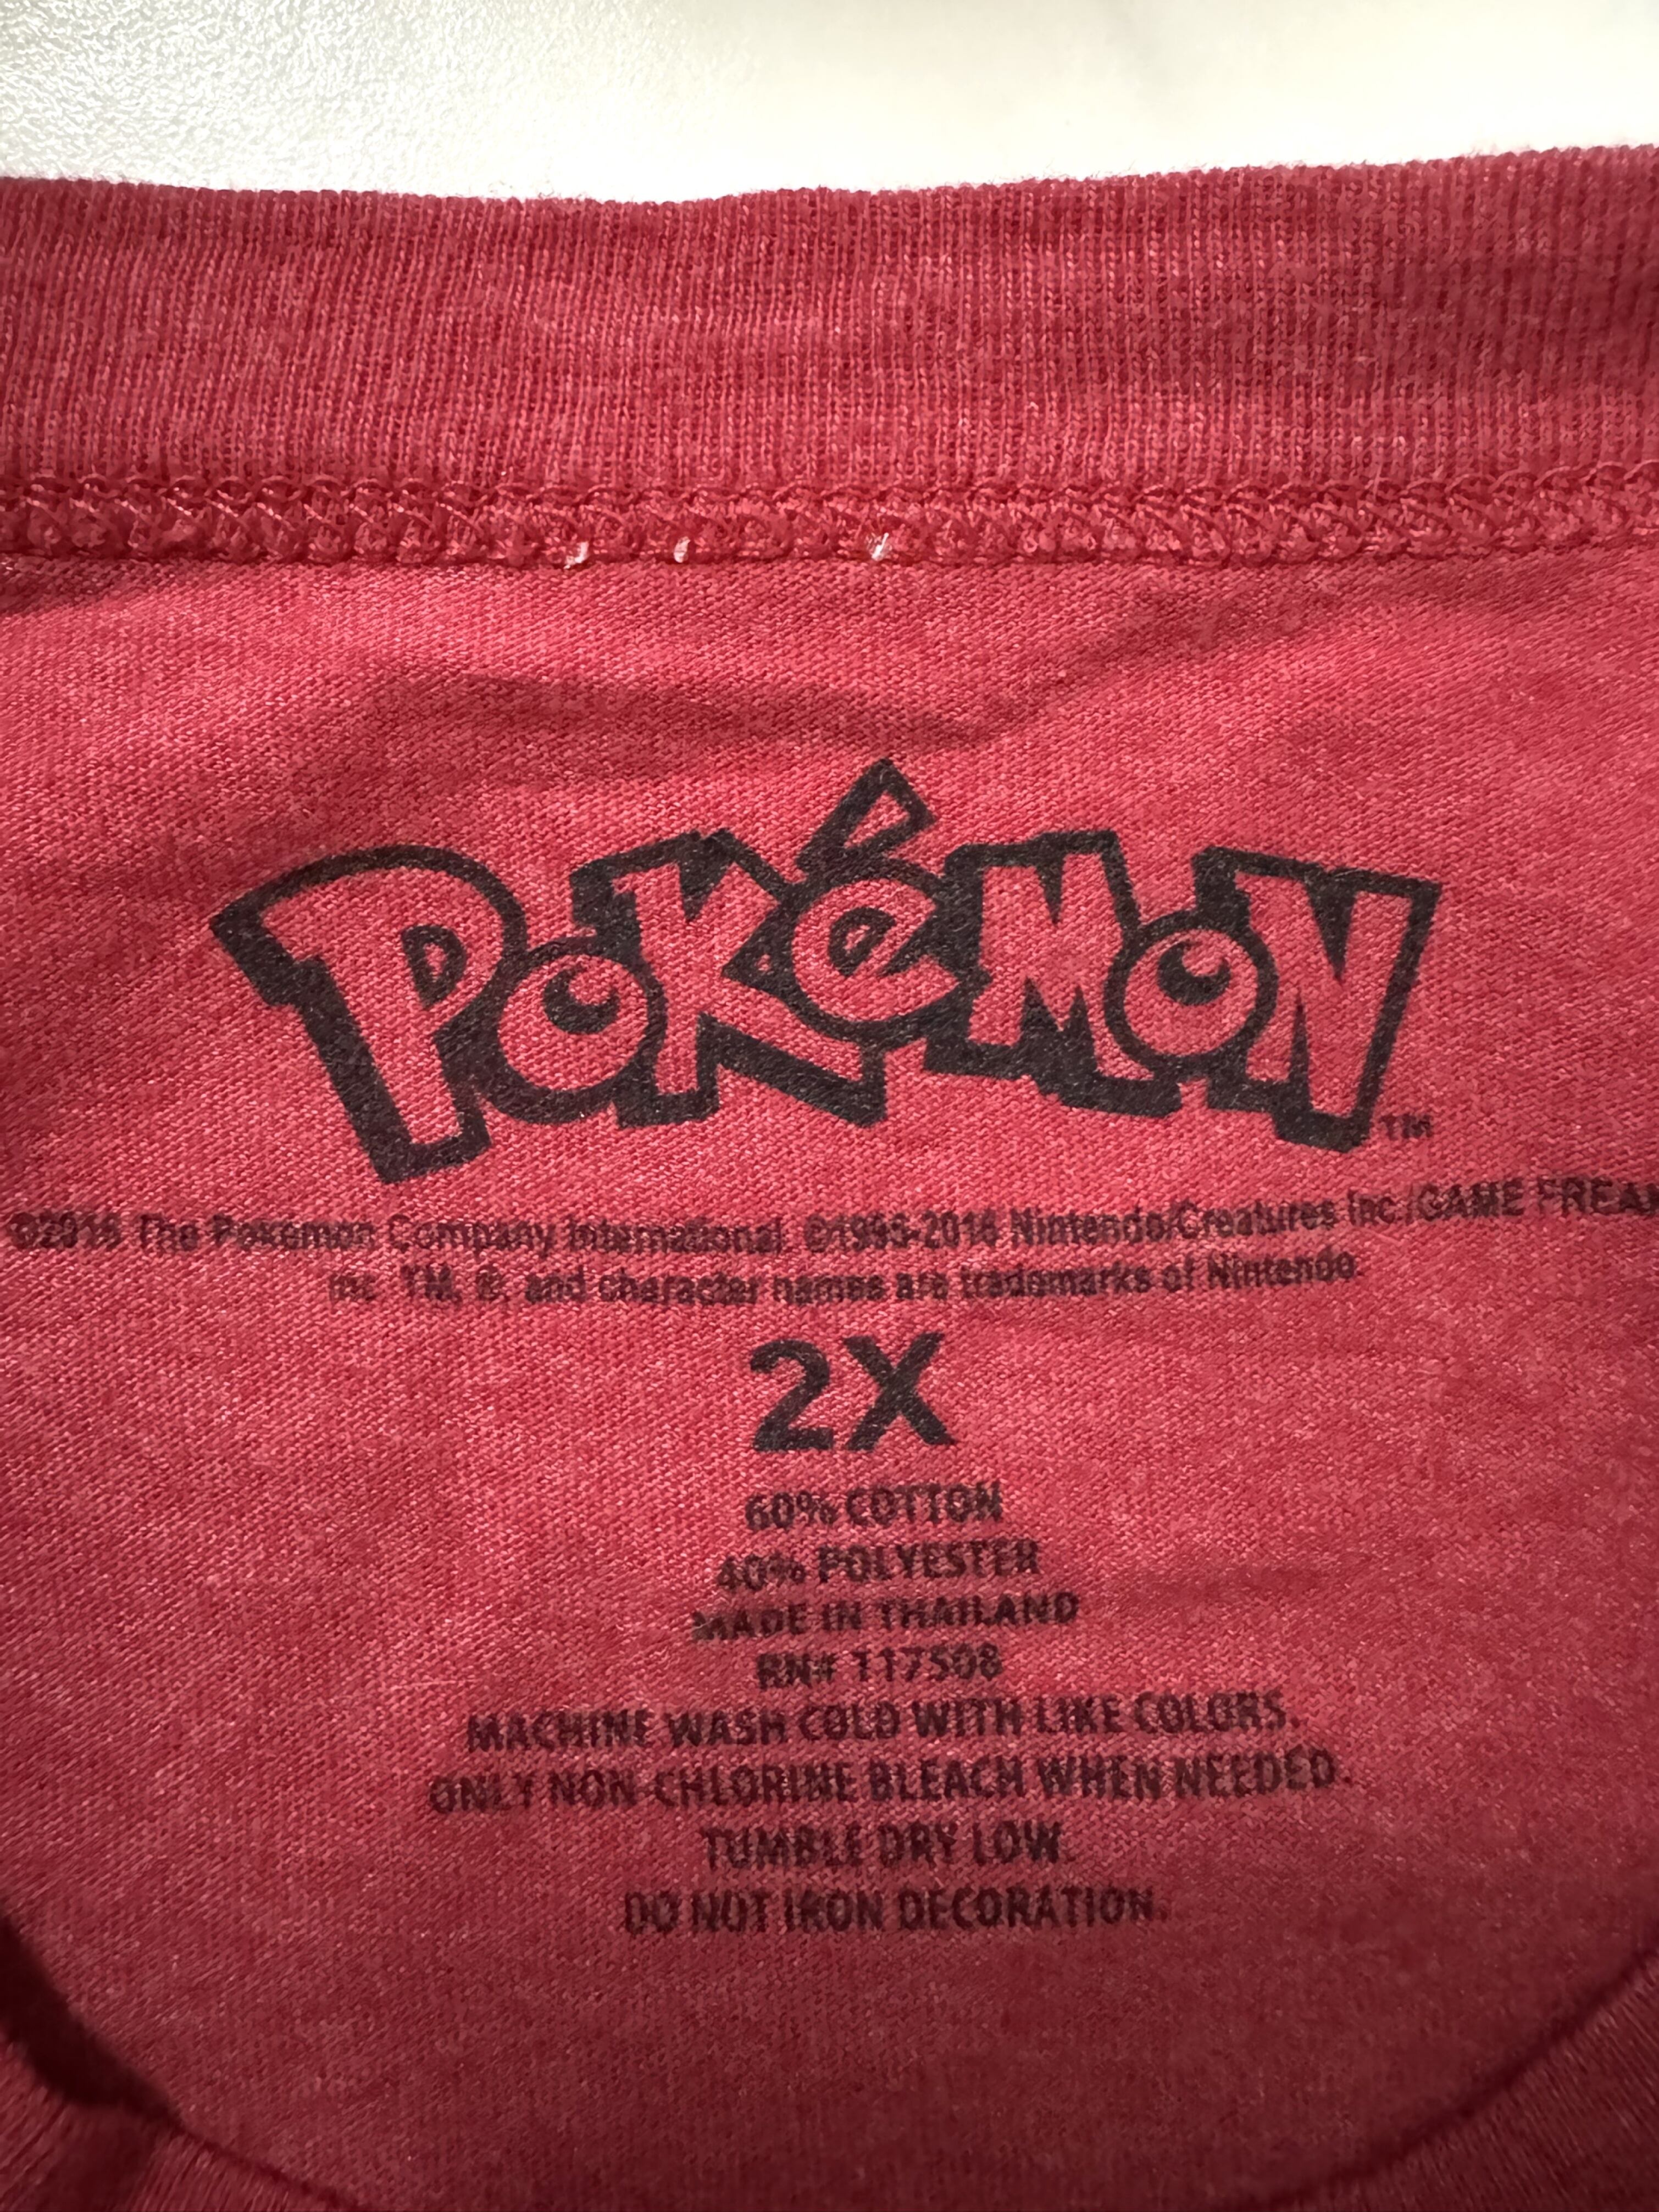 POKéMON™
©2016 The Pokemon Company International. ©1995-2016 Nintendo/Creatures Inc./GAME FREAK
inc. TM, ®, and character names are trademarks of Nintendo.
2X
60% COTTON
40% POLYESTER
MADE IN THAILAND
RN# 117508
MACHINE WASH COLD WITH LIKE COLORS.
ONLY NON-CHLORINE BLEACH WHEN NEEDED.
TUMBLE DRY LOW.
DO NOT IRON DECORATION.